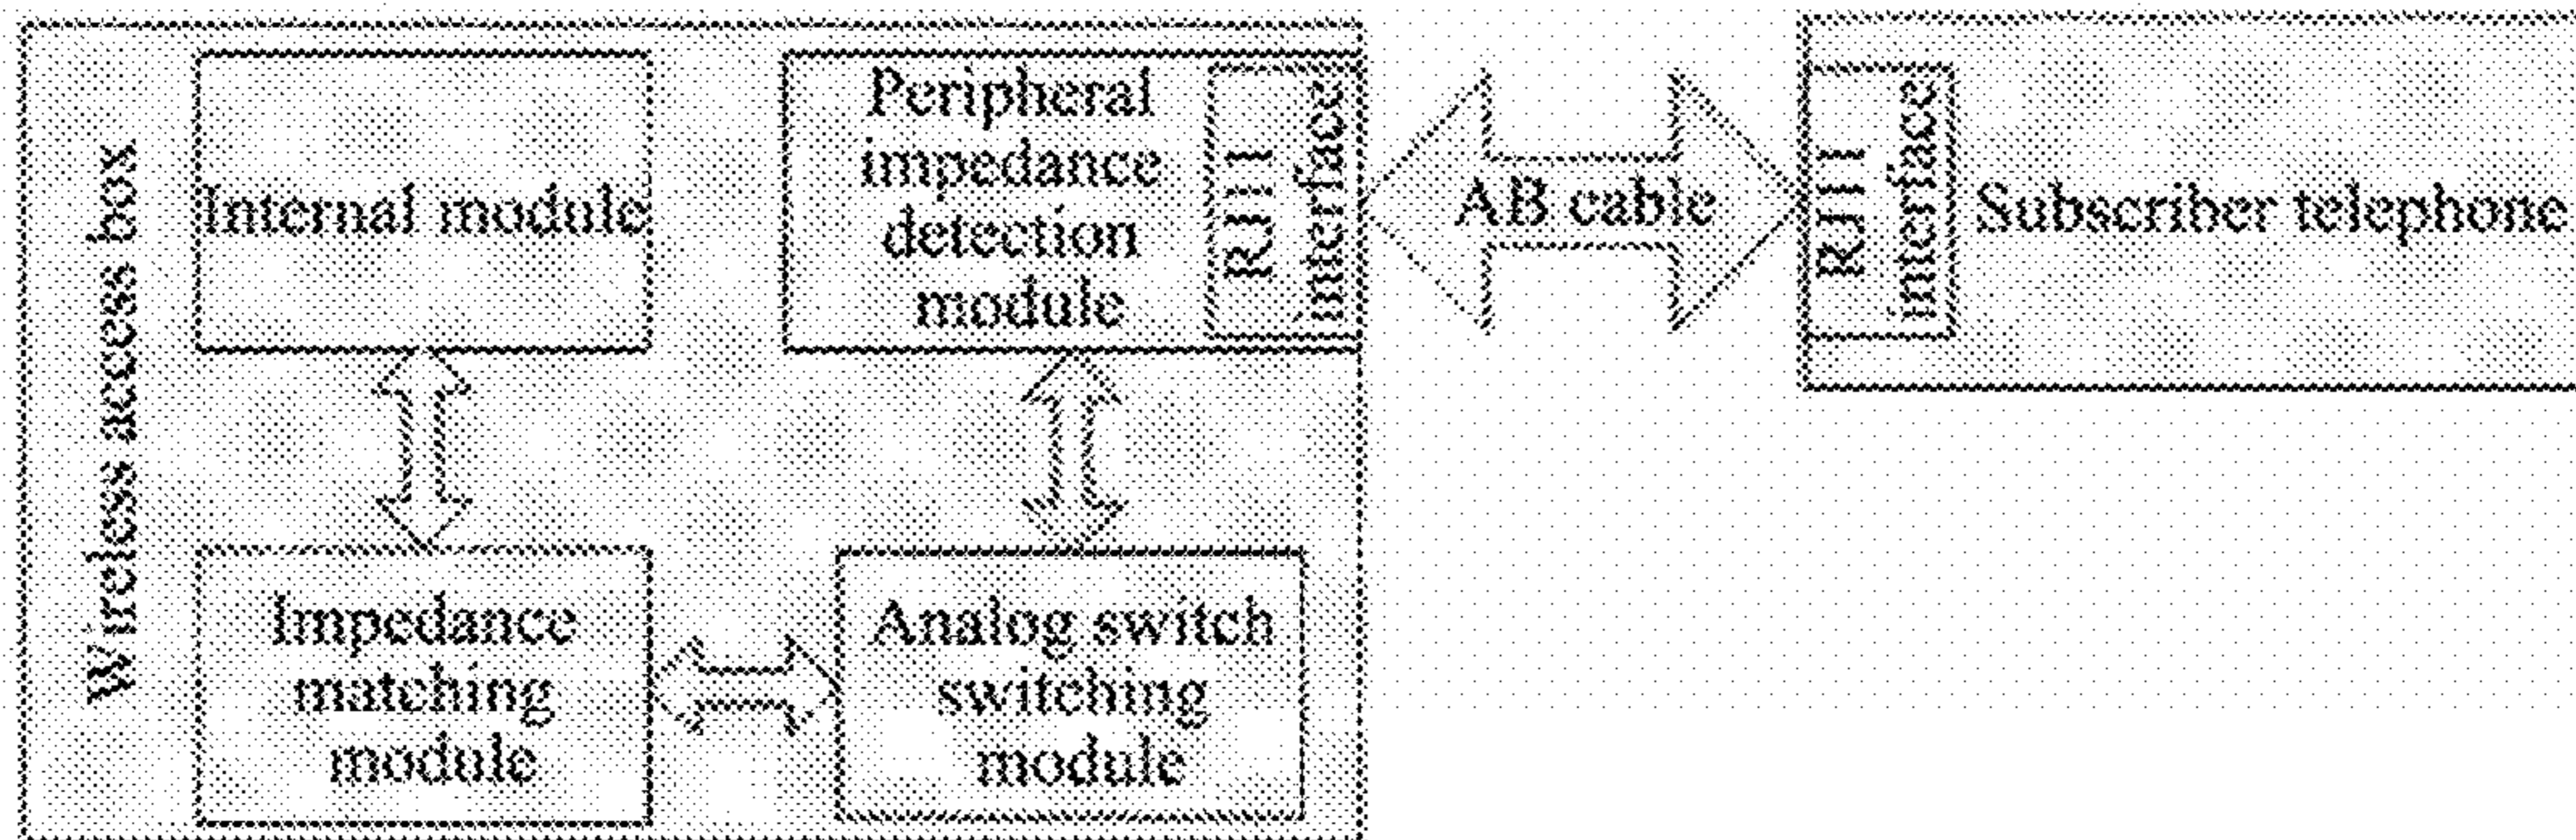 Wireless access box
Internal module
Peripheral
impedance
detection
module
RJ11
interface
AB cable
RJ11
interface
Subscriber telephone
Impedance
matching
module
Analog switch
switching
module